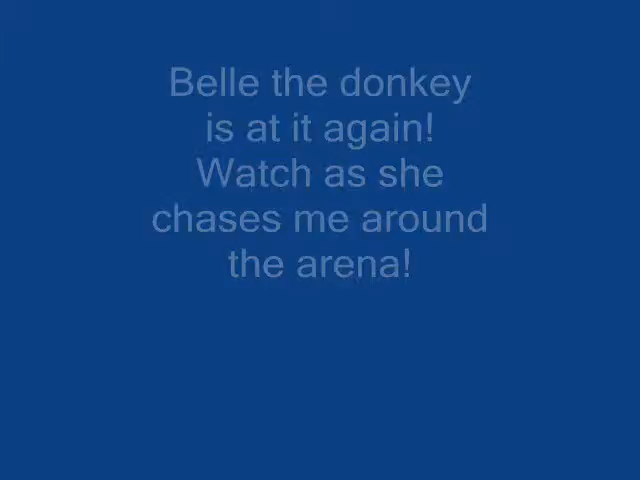 Belle the donkey
is at it again!
Watch as she
chases me around
the arena!